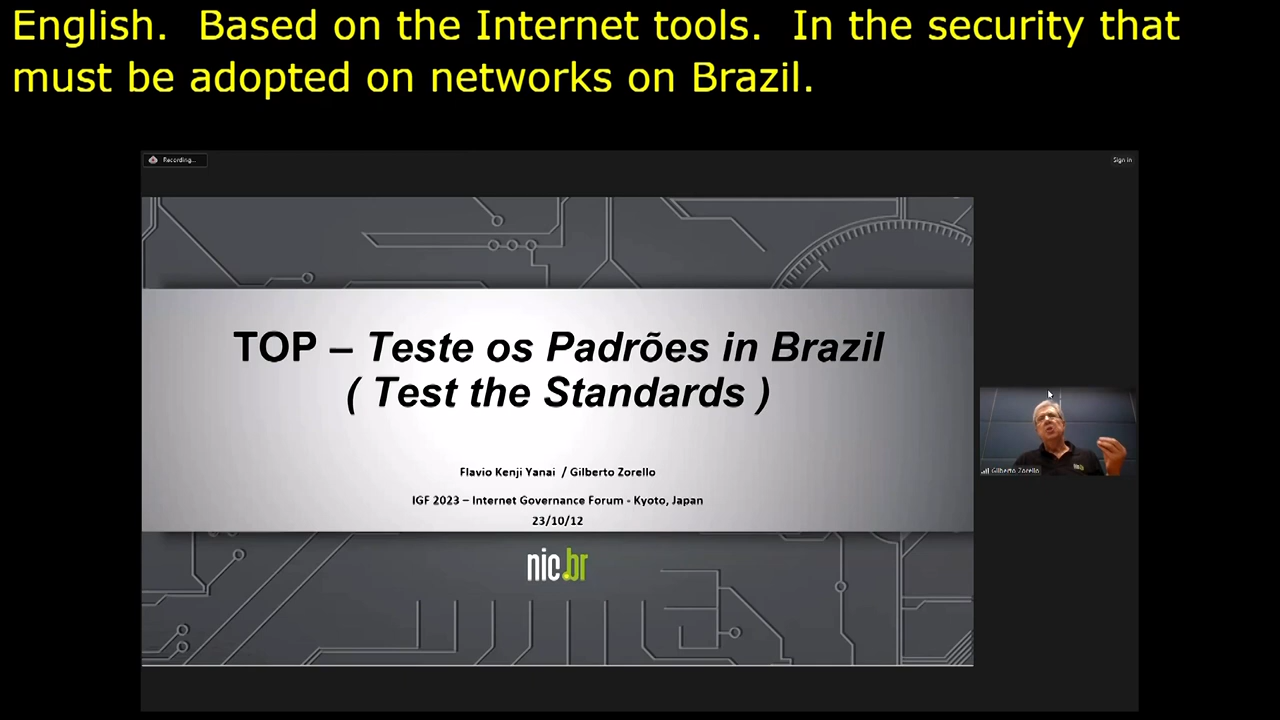 English.  Based on the Internet tools.  In the security that
must be adopted on networks on Brazil.
Recording...
Sign in
TOP – Teste os Padrões in Brazil
( Test the Standards )
Flavio Kenji Yanai / Gilberto Zorello
IGF 2023 – Internet Governance Forum - Kyoto, Japan
23/10/12
nic.br
Gilberto Zorello